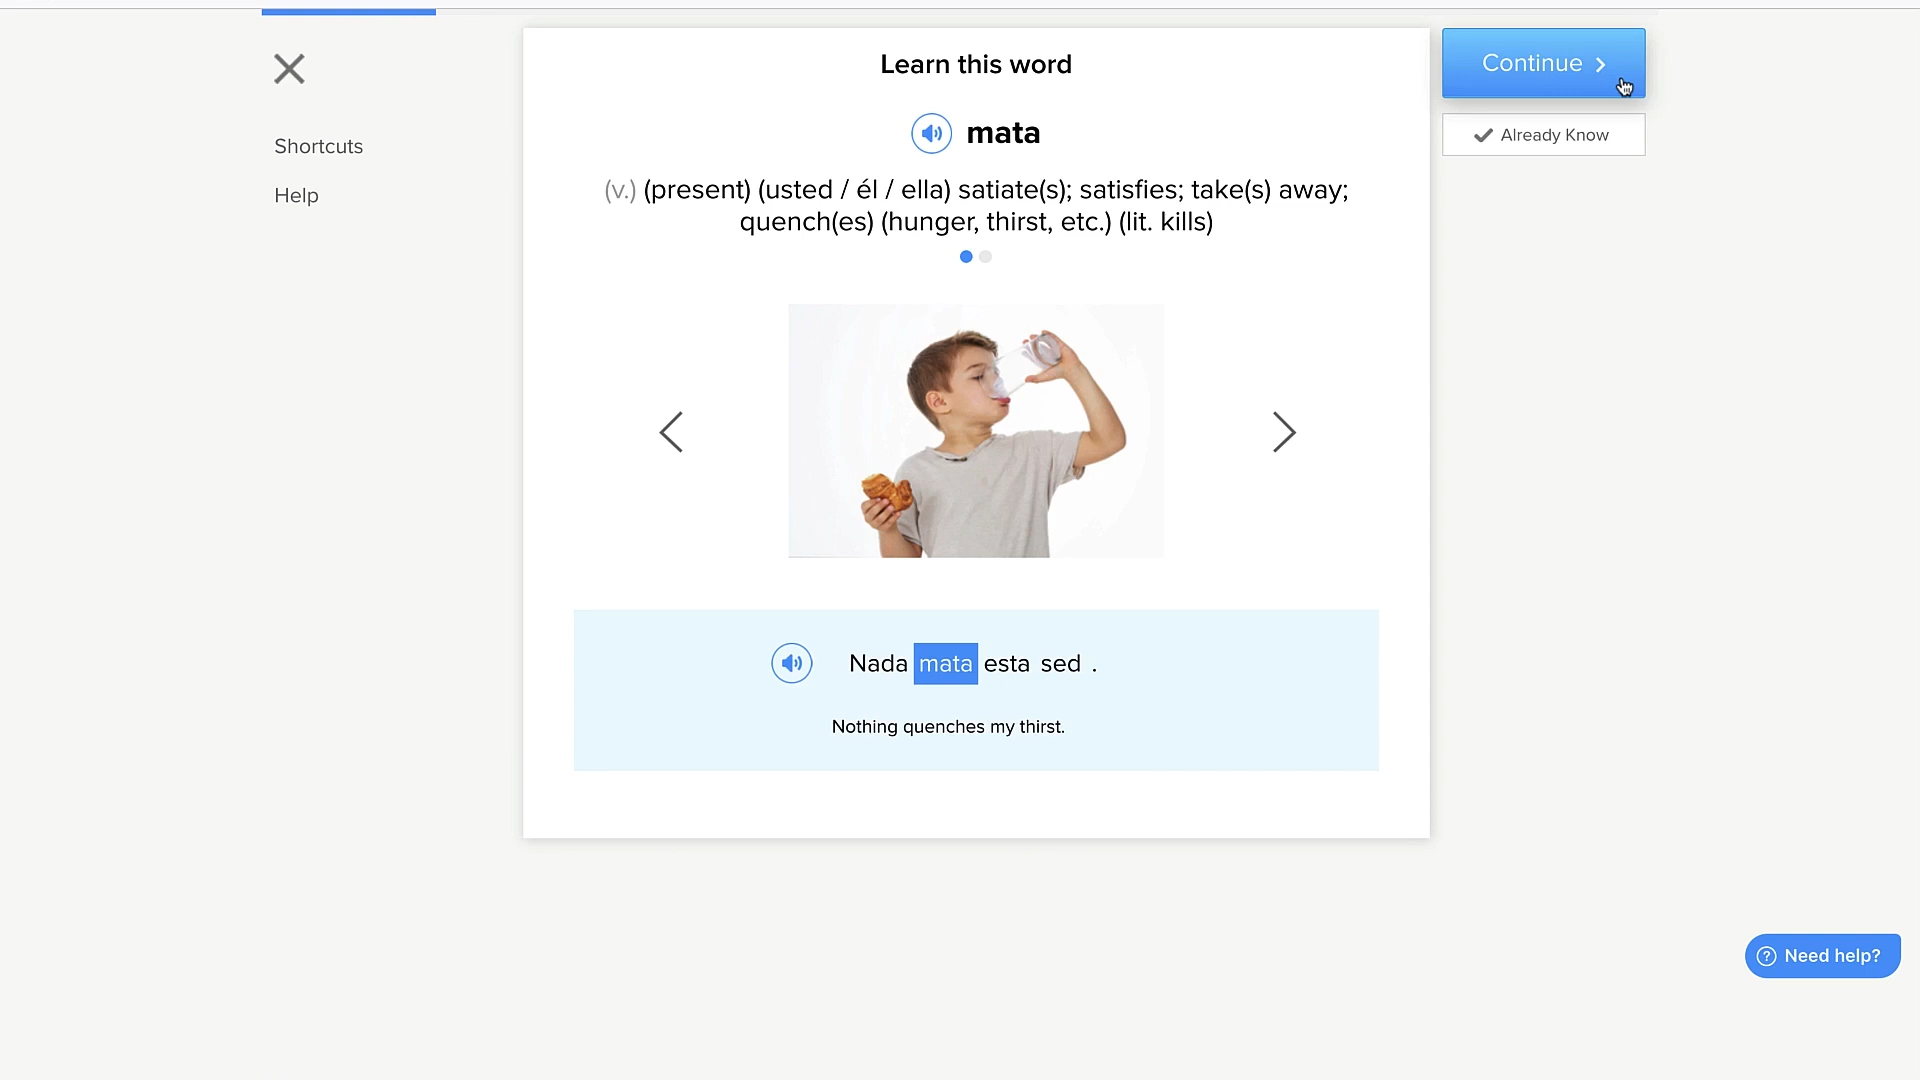 Learn this word
Continue
Already Know
Shortcuts
Help
mata
(v.) (present) (usted / él / ella) satiate(s); satisfies; take(s) away;
quench(es) (hunger, thirst, etc.) (lit. kills)
Nada mata esta sed .
Nothing quenches my thirst.
? Need help?